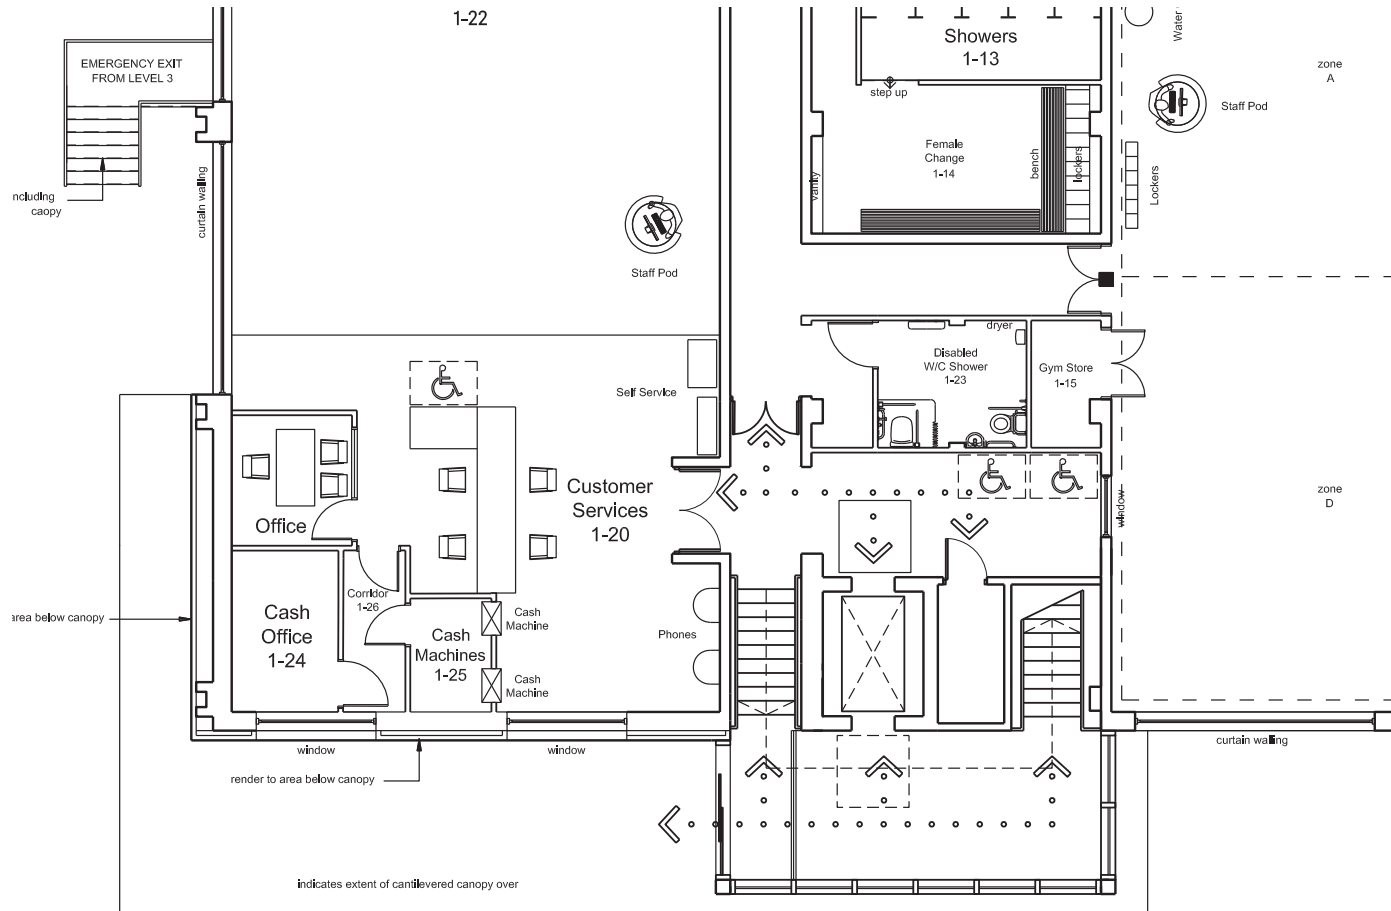 1-22
EMERGENCY EXIT
FROM LEVEL 3
ncluding
caopy
curtain walling
Staff Pod
Showers
1-13
step up
Female
Change
1-14
vanity
bench
lockers
Water
Lockers
Staff Pod
zone
A
dryer
Disabled
W/C Shower
1-23
Gym Store
1-15
Self Service
Office
Customer
Services
1-20
window
zone
D
Corridor
1-26
Cash
Office
1-24
Cash
Machines
1-25
Cash
Machine
Cash
Machine
Phones
area below canopy
window
window
render to area below canopy
curtain walling
indicates extent of cantilevered canopy over